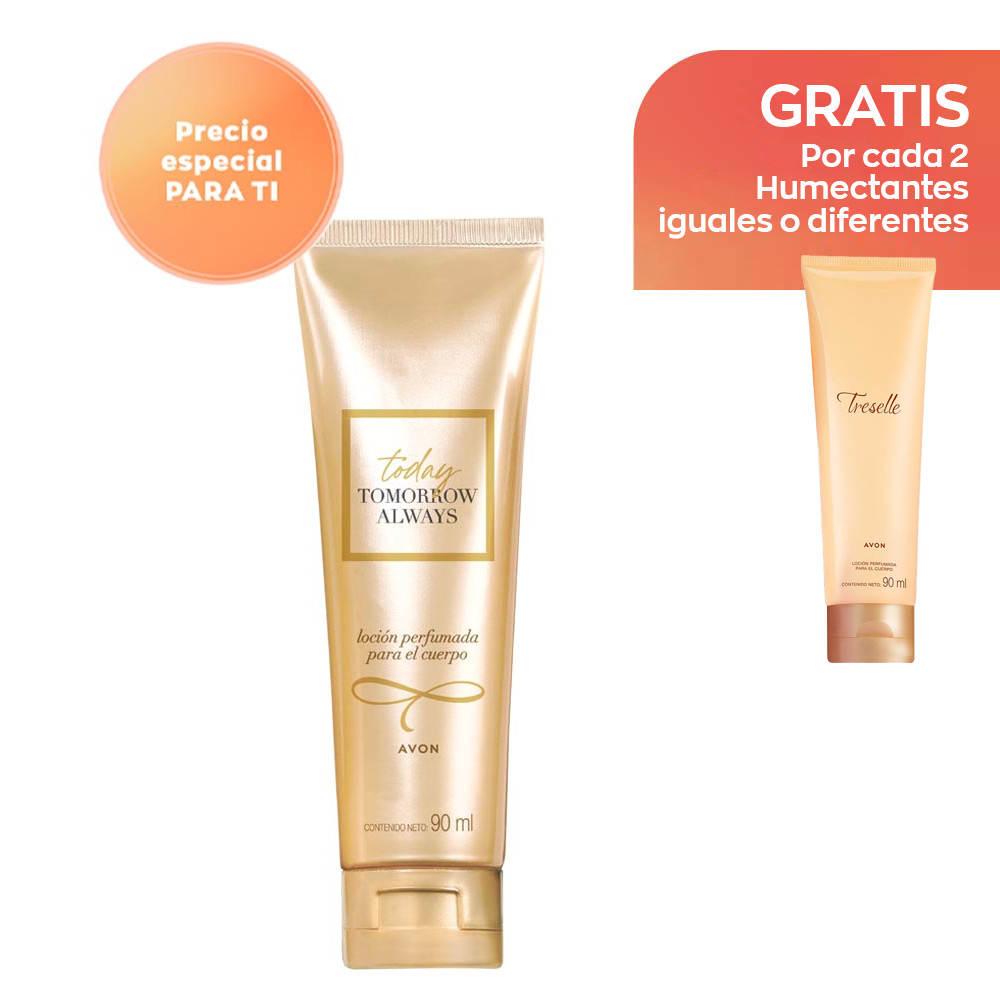 Precio
especial
PARA TI
GRATIS
Por cada 2
Humectantes
iguales o diferentes
today
TOMORROW
ALWAYS
loción perfumada
para el cuerpo
AVON
CONTENIDO NETO: 90 ml
Treselle
AVON
LOCIÓN PERFUMADA
PARA EL CUERPO
CONTENIDO NETO: 90 ml